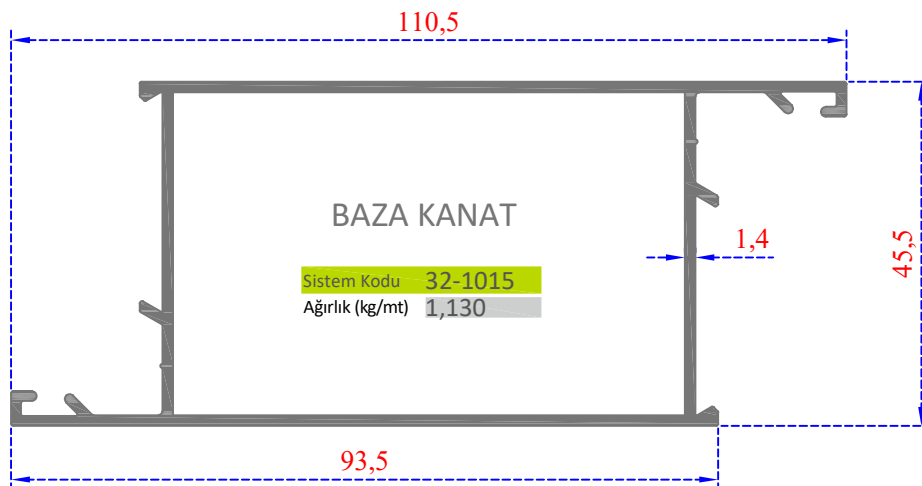 110,5
BAZA KANAT
1,4
45,5
Sistem Kodu 32-1015
Ağırlık (kg/mt) 1,130
93,5